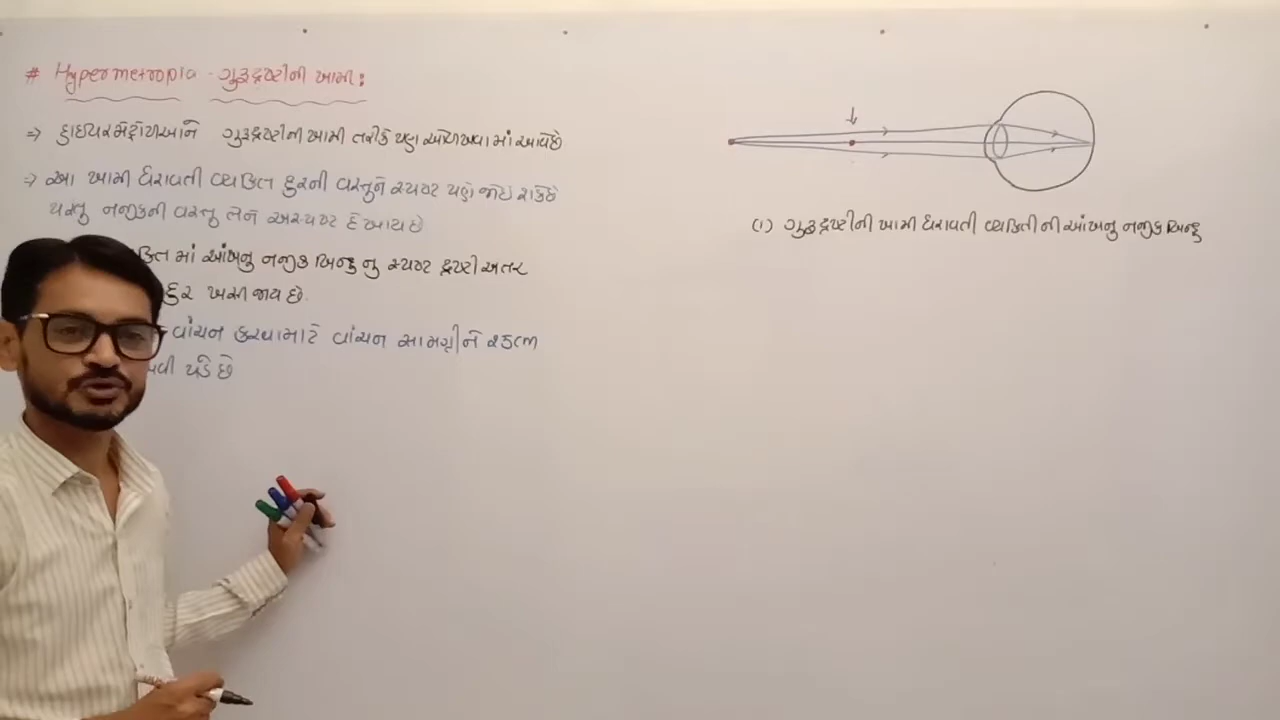 # Hypermetropia - ગુરુદ્રષ્ટીની ખામી :
⇒ હાઇપરમેટ્રોપીઆને ગુરુદ્રષ્ટીની ખામી તરીકે પણ ઓળખવામાં આવે છે
⇒ આ ખામી ધરાવતી વ્યક્તિ દુરની વસ્તુને સ્પષ્ટ પણે જોઇ શકે છે
પરંતુ નજીકની વસ્તુ તેને અસ્પષ્ટ દેખાય છે
માં આંખનુ નજીક બિન્દુ નુ સ્પષ્ટ દ્રષ્ટી અંતર
દુર ખસી જાય છે.
વાંચન કરવા માટે વાંચન સામગ્રીને
પડે છે
(૧) ગુરુદ્રષ્ટીની ખામી ધરાવતી વ્યક્તિની આંખનુ નજીક બિન્દુ